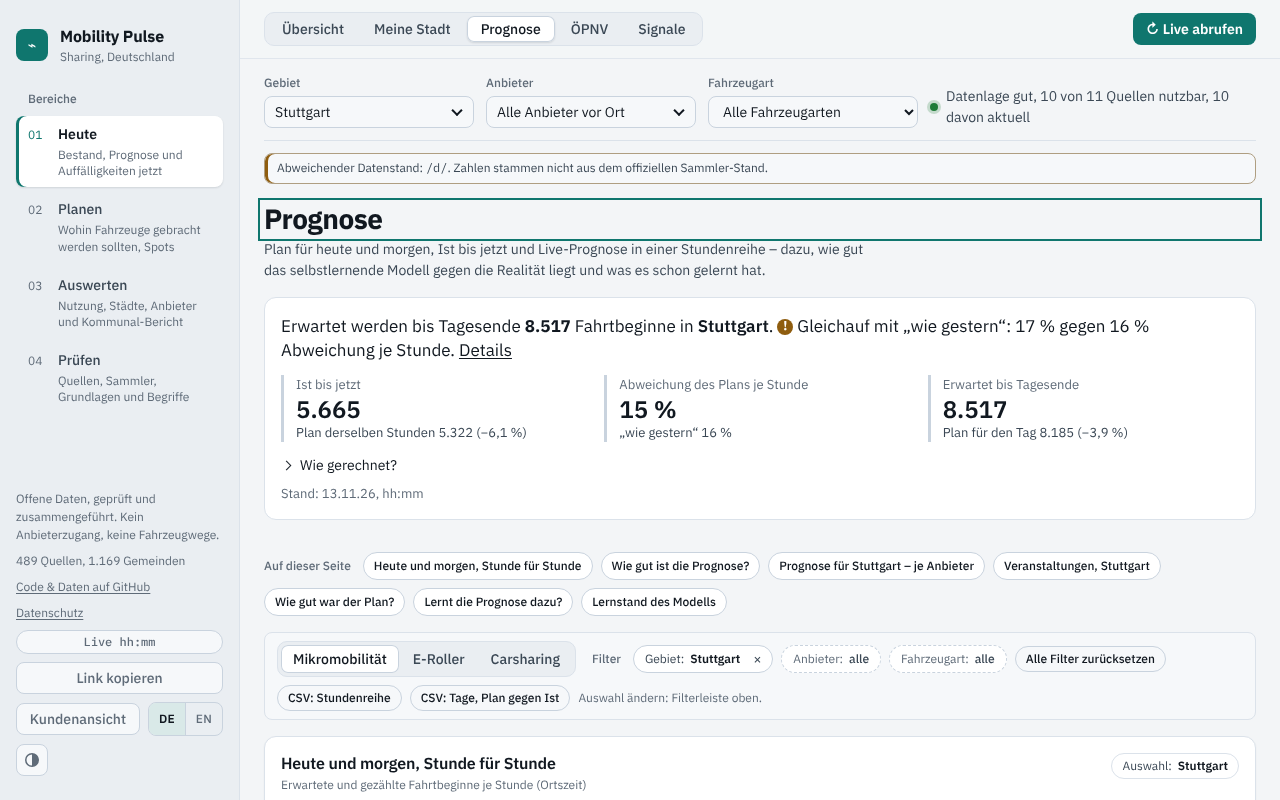 Mobility Pulse
Sharing, Deutschland
Bereiche
01 Heute
Bestand, Prognose und
Auffälligkeiten jetzt
02 Planen
Wohin Fahrzeuge gebracht
werden sollten, Spots
03 Auswerten
Nutzung, Städte, Anbieter
und Kommunal-Bericht
04 Prüfen
Quellen, Sammler,
Grundlagen und Begriffe
Offene Daten, geprüft und
zusammengeführt. Kein
Anbieterzugang, keine Fahrzeugwege.
489 Quellen, 1.169 Gemeinden
Code & Daten auf GitHub
Datenschutz
Live hh:mm
Link kopieren
Kundenansicht DE EN
Übersicht Meine Stadt Prognose ÖPNV Signale
↻ Live abrufen
Gebiet Anbieter Fahrzeugart
Stuttgart Alle Anbieter vor Ort Alle Fahrzeugarten
Datenlage gut, 10 von 11 Quellen nutzbar, 10
davon aktuell
Abweichender Datenstand: /d/. Zahlen stammen nicht aus dem offiziellen Sammler-Stand.
Prognose
Plan für heute und morgen, Ist bis jetzt und Live-Prognose in einer Stundenreihe – dazu, wie gut
das selbstlernende Modell gegen die Realität liegt und was es schon gelernt hat.
Erwartet werden bis Tagesende 8.517 Fahrtbeginne in Stuttgart. ! Gleichauf mit „wie gestern“: 17 % gegen 16 %
Abweichung je Stunde. Details
Ist bis jetzt
5.665
Plan derselben Stunden 5.322 (−6,1 %)
Abweichung des Plans je Stunde
15 %
„wie gestern“ 16 %
Erwartet bis Tagesende
8.517
Plan für den Tag 8.185 (−3,9 %)
Wie gerechnet?
Stand: 13.11.26, hh:mm
Auf dieser Seite Heute und morgen, Stunde für Stunde Wie gut ist die Prognose? Prognose für Stuttgart – je Anbieter Veranstaltungen, Stuttgart
Wie gut war der Plan? Lernt die Prognose dazu? Lernstand des Modells
Mikromobilität E-Roller Carsharing Filter Gebiet: Stuttgart × Anbieter: alle Fahrzeugart: alle Alle Filter zurücksetzen
CSV: Stundenreihe CSV: Tage, Plan gegen Ist Auswahl ändern: Filterleiste oben.
Heute und morgen, Stunde für Stunde
Erwartete und gezählte Fahrtbeginne je Stunde (Ortszeit)
Auswahl: Stuttgart